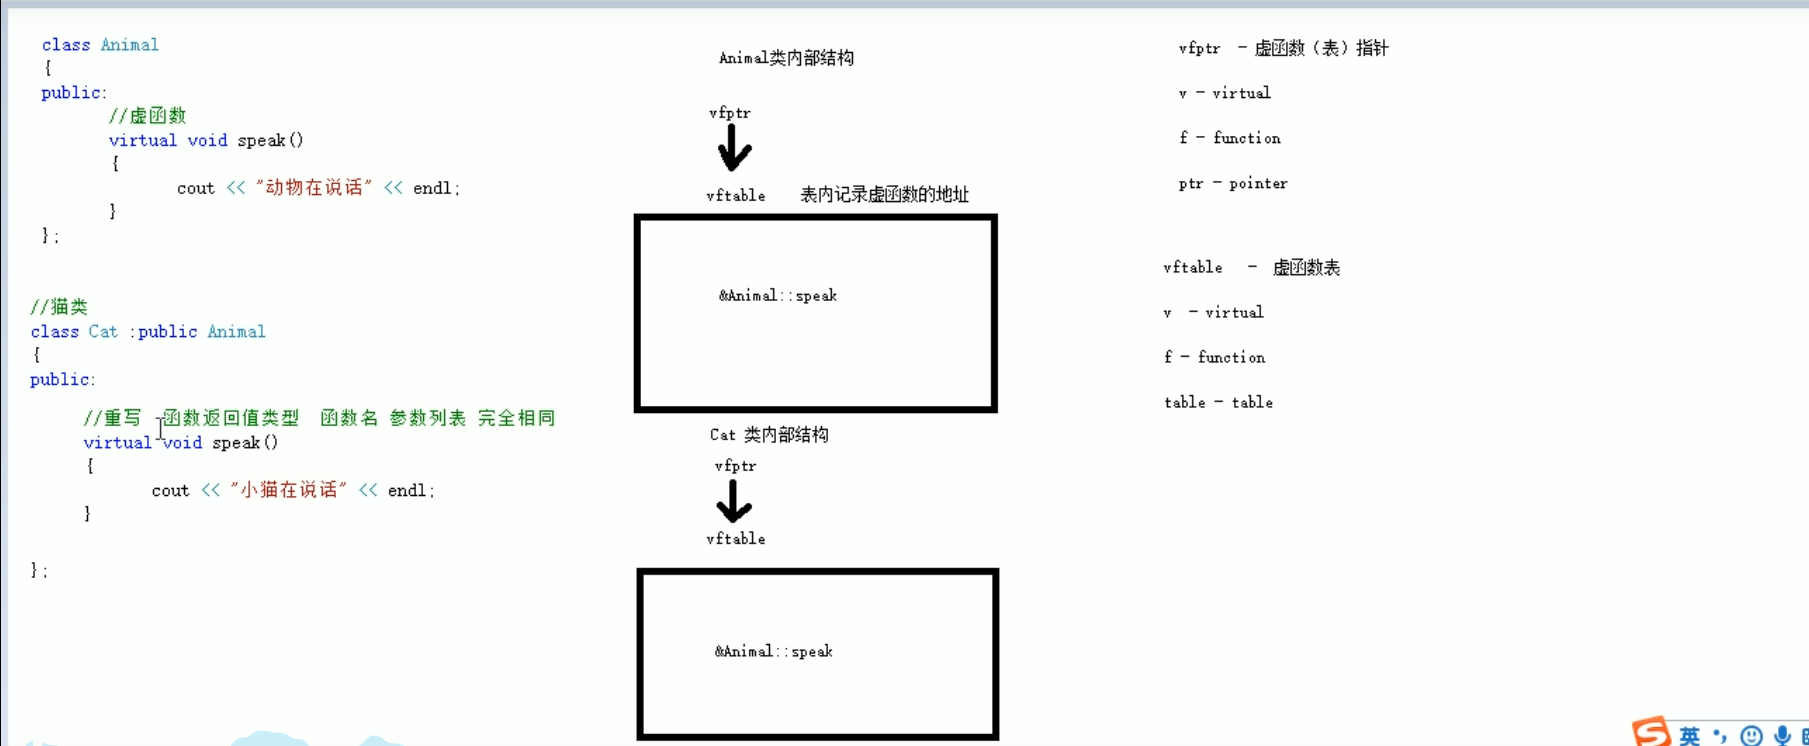 class Animal
{
public:
//虚函数
virtual void speak()
{
cout << "动物在说话" << endl;
}
};
//猫类
class Cat :public Animal
{
public:
//重写 函数返回值类型 函数名 参数列表 完全相同
virtual void speak()
{
cout << "小猫在说话" << endl;
}
};
Animal类内部结构
vfptr
vftable 表内记录虚函数的地址
&Animal::speak
Cat 类内部结构
vfptr
vftable
&Animal::speak
vfptr - 虚函数（表）指针
v - virtual
f - function
ptr - pointer
vftable - 虚函数表
v - virtual
f - function
table - table
英